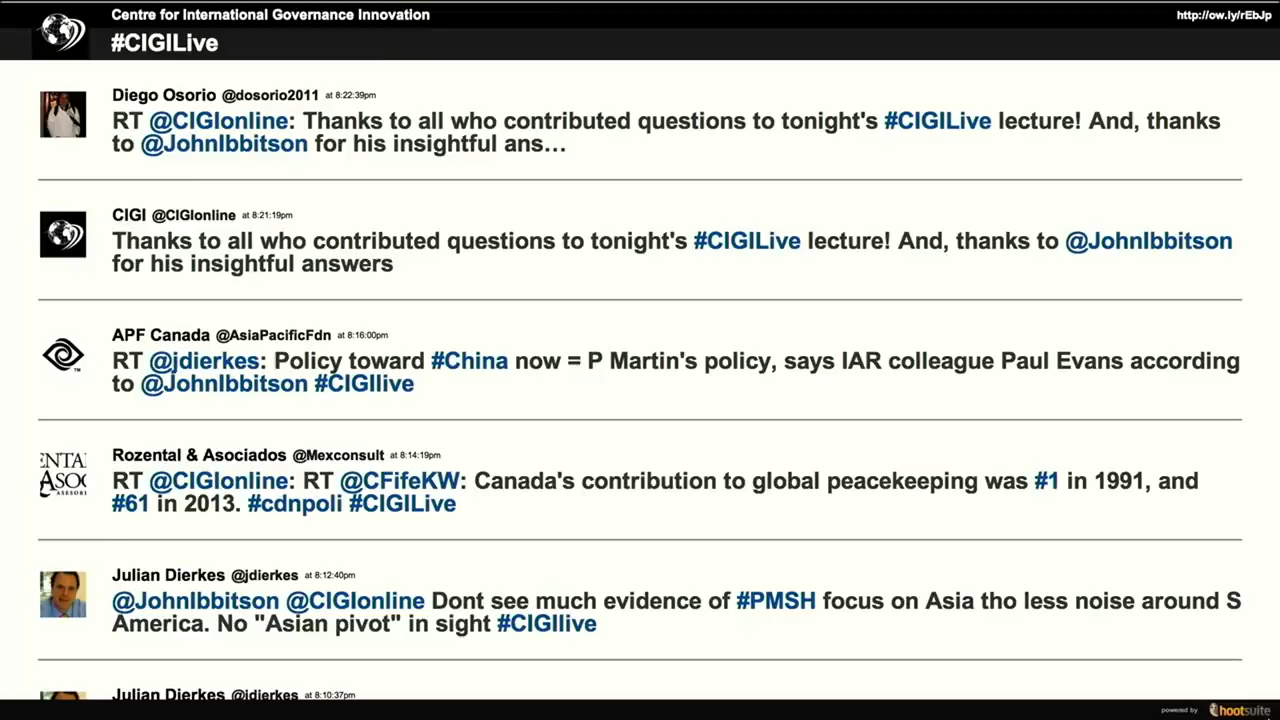 Centre for International Governance Innovation
http://ow.ly/rEbJp
#CIGILive
Diego Osorio @dosorio2011 at 8:22:39pm
RT @CIGIonline: Thanks to all who contributed questions to tonight's #CIGILive lecture! And, thanks
to @JohnIbbitson for his insightful ans...
CIGI @CIGIonline at 8:21:19pm
Thanks to all who contributed questions to tonight's #CIGILive lecture! And, thanks to @JohnIbbitson
for his insightful answers
APF Canada @AsiaPacificFdn at 8:16:00pm
RT @jdierkes: Policy toward #China now = P Martin's policy, says IAR colleague Paul Evans according
to @JohnIbbitson #CIGIlive
TM
ENTA
ASOC
ASESORE
Rozental & Asociados @Mexconsult at 8:14:19pm
RT @CIGIonline: RT @CFifeKW: Canada's contribution to global peacekeeping was #1 in 1991, and
#61 in 2013. #cdnpoli #CIGILive
Julian Dierkes @jdierkes at 8:12:40pm
@JohnIbbitson @CIGIonline Dont see much evidence of #PMSH focus on Asia tho less noise around S
America. No "Asian pivot" in sight #CIGIlive
Julian Dierkes @jdierkes at 8:10:37pm
powered by hootsuite